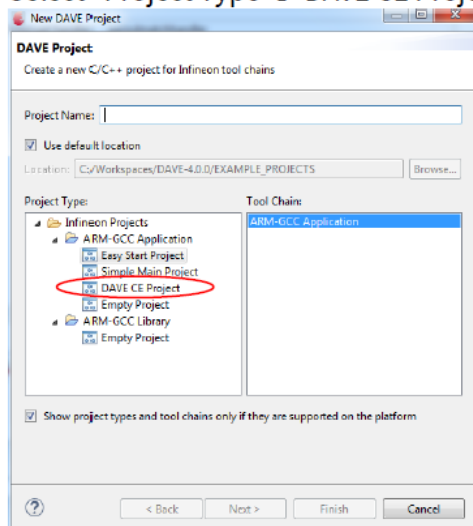 New DAVE Project
DAVE Project
Create a new C/C++ project for Infineon tool chains
Project Name:
Use default location
Location: C:/Workspaces/DAVE-4.0.0/EXAMPLE_PROJECTS Browse...
Project Type: Tool Chain:
Infineon Projects ARM-GCC Application
ARM-GCC Application
Easy Start Project
Simple Main Project
DAVE CE Project
Empty Project
ARM-GCC Library
Empty Project
Show project types and tool chains only if they are supported on the platform
< Back Next > Finish Cancel